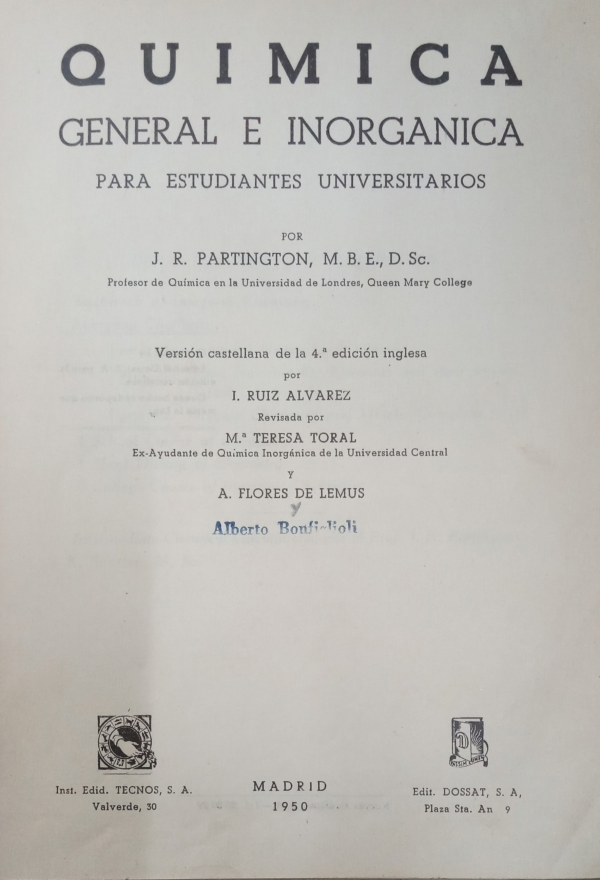 QUIMICA
GENERAL E INORGANICA
PARA ESTUDIANTES UNIVERSITARIOS
POR
J. R. PARTINGTON, M. B. E., D. Sc.
Profesor de Química en la Universidad de Londres, Queen Mary College
Versión castellana de la 4.ª edición inglesa
por
I. RUIZ ALVAREZ
Revisada por
M.ª TERESA TORAL
Ex-Ayudante de Química Inorgánica de la Universidad Central
Y
A. FLORES DE LEMUS
y
Alberto Bonfiglioli
D
MADRID
1950
Inst. Edid. TECNOS, S. A.
Valverde, 30
Edit. DOSSAT, S. A,
Plaza Sta. An 9